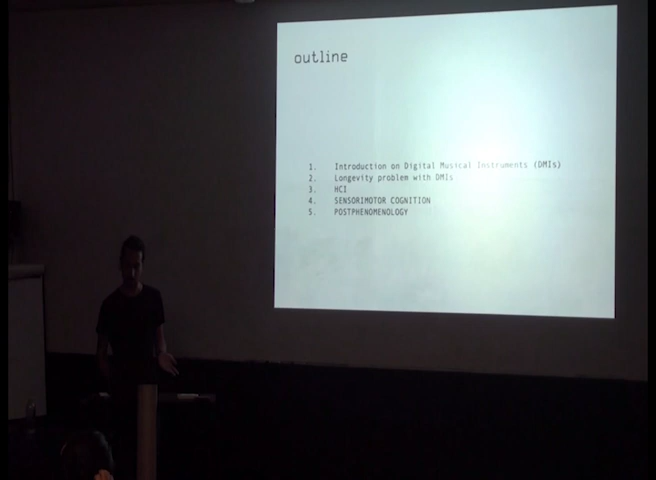 outline
1. Introduction on Digital Musical Instruments (DMIs)
2. Longevity problem with DMIs
3. HCI
4. SENSORIMOTOR COGNITION
5. POSTPHENOMENOLOGY